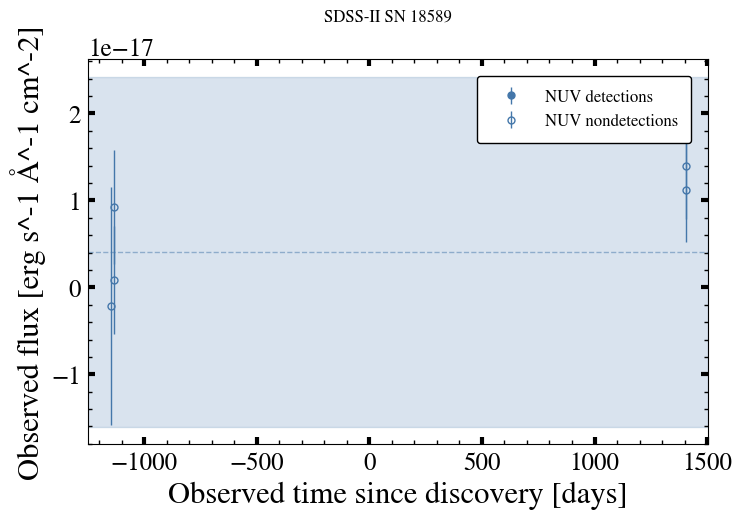 SDSS-II SN 18589
1e−17
Observed flux [erg s^-1 Å^-1 cm^-2]
2
1
0
−1
NUV detections
NUV nondetections
−1000 −500 0 500 1000 1500
Observed time since discovery [days]